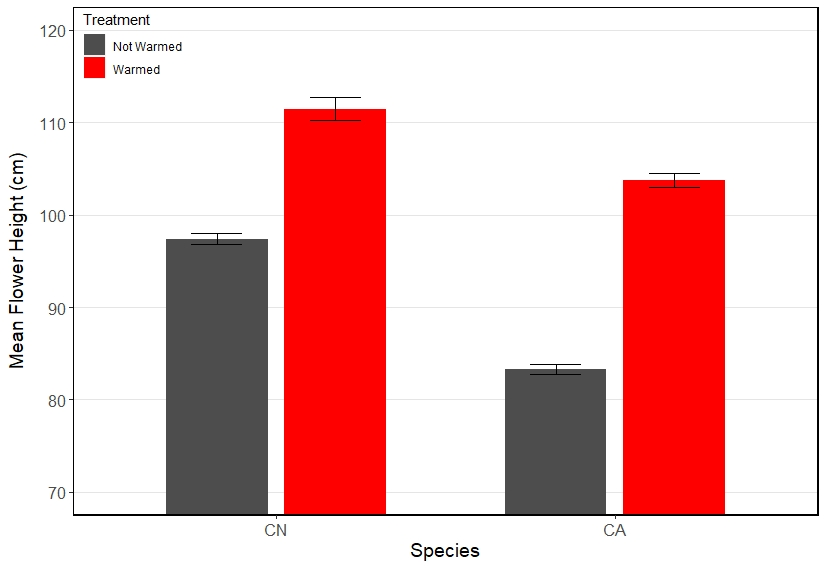 Treatment
Not Warmed
Warmed
Mean Flower Height (cm)
120
110
100
90
80
70
CN CA
Species